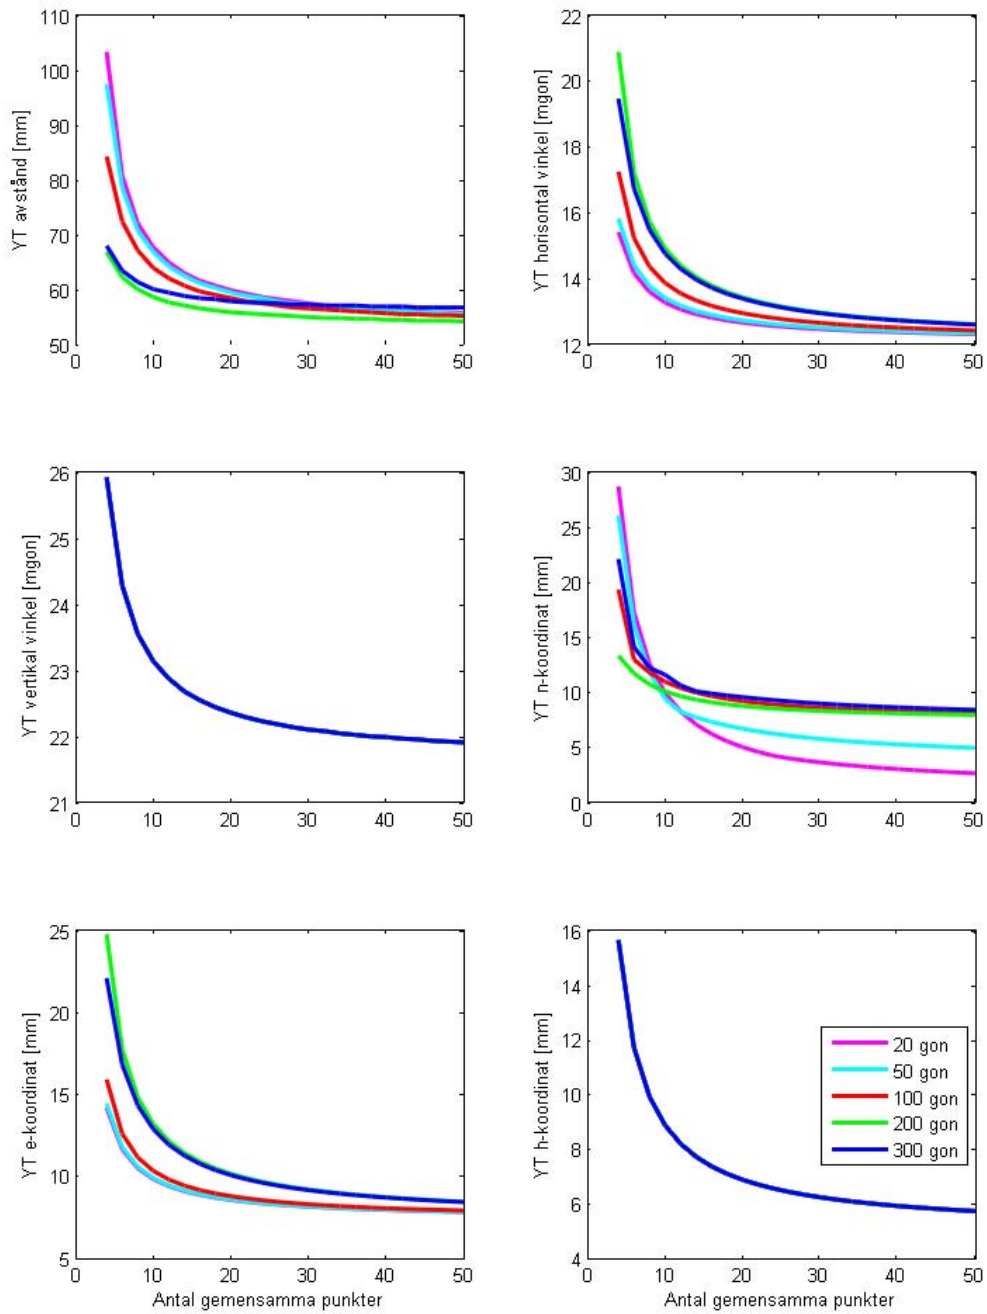 YT avstånd [mm]
110
100
90
80
70
60
50
0 10 20 30 40 50
YT horisontal vinkel [mgon]
22
20
18
16
14
12
0 10 20 30 40 50
YT vertikal vinkel [mgon]
26
25
24
23
22
21
0 10 20 30 40 50
YT n-koordinat [mm]
30
25
20
15
10
5
0
0 10 20 30 40 50
YT e-koordinat [mm]
25
20
15
10
5
0 10 20 30 40 50
Antal gemensamma punkter
YT h-koordinat [mm]
16
14
12
10
8
6
4
20 gon
50 gon
100 gon
200 gon
300 gon
0 10 20 30 40 50
Antal gemensamma punkter